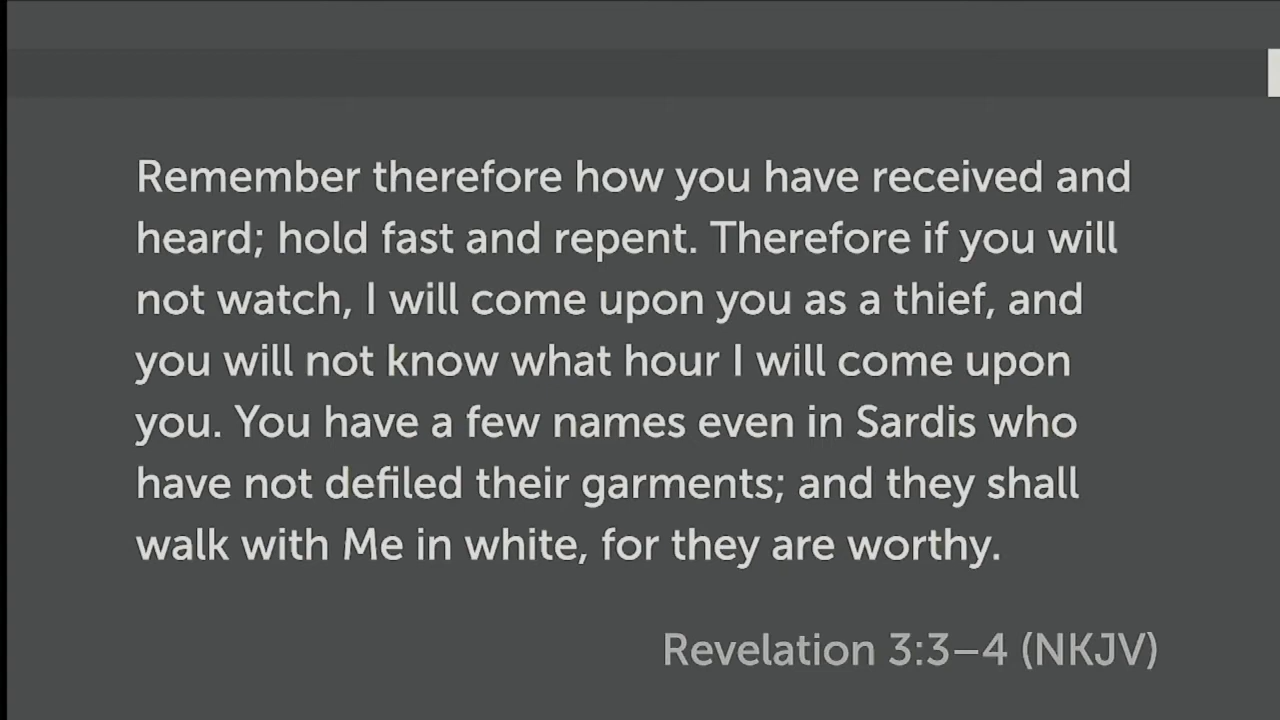 Remember therefore how you have received and
heard; hold fast and repent. Therefore if you will
not watch, I will come upon you as a thief, and
you will not know what hour I will come upon
you. You have a few names even in Sardis who
have not defiled their garments; and they shall
walk with Me in white, for they are worthy.
Revelation 3:3–4 (NKJV)